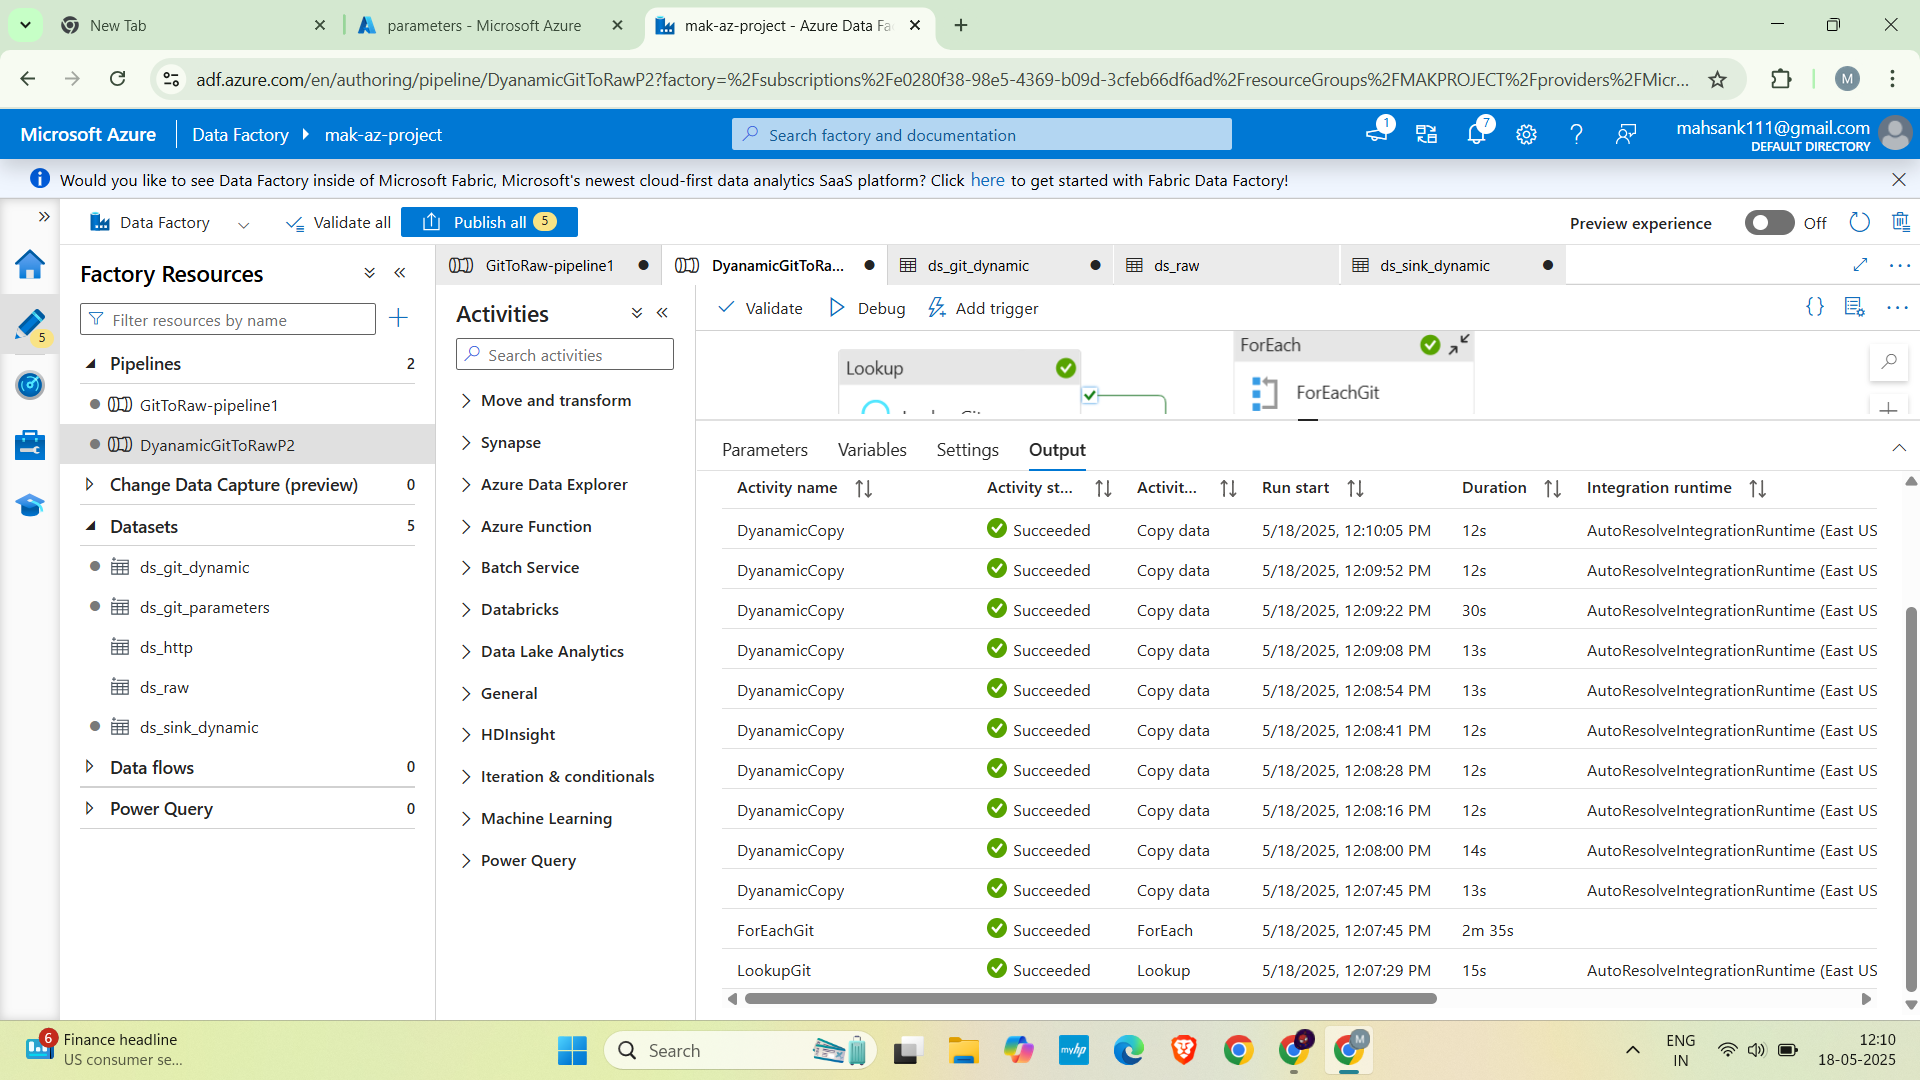 New Tab
parameters - Microsoft Azure
mak-az-project - Azure Data Fa
adf.azure.com/en/authoring/pipeline/DyanamicGitToRawP2?factory=%2Fsubscriptions%2Fe0280f38-98e5-4369-b09d-3cfeb66df6ad%2FresourceGroups%2FMAKPROJECT%2Fproviders%2FMicr...
M
Microsoft Azure
Data Factory
mak-az-project
Search factory and documentation
1
7
mahsank111@gmail.com
DEFAULT DIRECTORY
Would you like to see Data Factory inside of Microsoft Fabric, Microsoft's newest cloud-first data analytics SaaS platform? Click here to get started with Fabric Data Factory!
Data Factory
Validate all
Publish all 5
Preview experience
Off
5
Factory Resources
Filter resources by name
Pipelines 2
GitToRaw-pipeline1
DyanamicGitToRawP2
Change Data Capture (preview) 0
Datasets 5
ds_git_dynamic
ds_git_parameters
ds_http
ds_raw
ds_sink_dynamic
Data flows 0
Power Query 0
GitToRaw-pipeline1
DyanamicGitToRa...
ds_git_dynamic
ds_raw
ds_sink_dynamic
Activities
Search activities
Move and transform
Synapse
Azure Data Explorer
Azure Function
Batch Service
Databricks
Data Lake Analytics
General
HDInsight
Iteration & conditionals
Machine Learning
Power Query
Validate
Debug
Add trigger
{}
Lookup
ForEach
ForEachGit
Parameters
Variables
Settings
Output
Activity name Activity st... Activit... Run start Duration Integration runtime
DyanamicCopy Succeeded Copy data 5/18/2025, 12:10:05 PM 12s AutoResolveIntegrationRuntime (East US
DyanamicCopy Succeeded Copy data 5/18/2025, 12:09:52 PM 12s AutoResolveIntegrationRuntime (East US
DyanamicCopy Succeeded Copy data 5/18/2025, 12:09:22 PM 30s AutoResolveIntegrationRuntime (East US
DyanamicCopy Succeeded Copy data 5/18/2025, 12:09:08 PM 13s AutoResolveIntegrationRuntime (East US
DyanamicCopy Succeeded Copy data 5/18/2025, 12:08:54 PM 13s AutoResolveIntegrationRuntime (East US
DyanamicCopy Succeeded Copy data 5/18/2025, 12:08:41 PM 12s AutoResolveIntegrationRuntime (East US
DyanamicCopy Succeeded Copy data 5/18/2025, 12:08:28 PM 12s AutoResolveIntegrationRuntime (East US
DyanamicCopy Succeeded Copy data 5/18/2025, 12:08:16 PM 12s AutoResolveIntegrationRuntime (East US
DyanamicCopy Succeeded Copy data 5/18/2025, 12:08:00 PM 14s AutoResolveIntegrationRuntime (East US
DyanamicCopy Succeeded Copy data 5/18/2025, 12:07:45 PM 13s AutoResolveIntegrationRuntime (East US
ForEachGit Succeeded ForEach 5/18/2025, 12:07:45 PM 2m 35s
LookupGit Succeeded Lookup 5/18/2025, 12:07:29 PM 15s AutoResolveIntegrationRuntime (East US
6
Finance headline
US consumer se...
Search
myhp
M
ENG
IN
12:10
18-05-2025